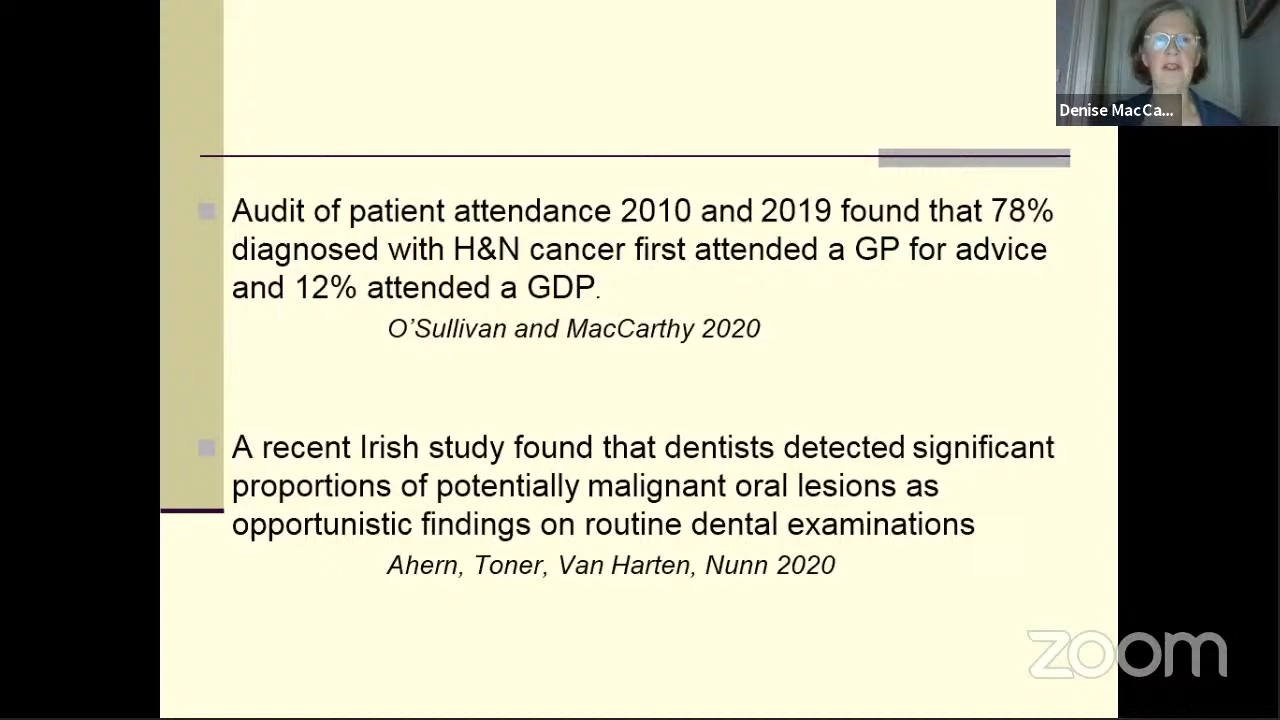 Denise MacCa...
Audit of patient attendance 2010 and 2019 found that 78%
diagnosed with H&N cancer first attended a GP for advice
and 12% attended a GDP.
O'Sullivan and MacCarthy 2020
A recent Irish study found that dentists detected significant
proportions of potentially malignant oral lesions as
opportunistic findings on routine dental examinations
Ahern, Toner, Van Harten, Nunn 2020
zoom